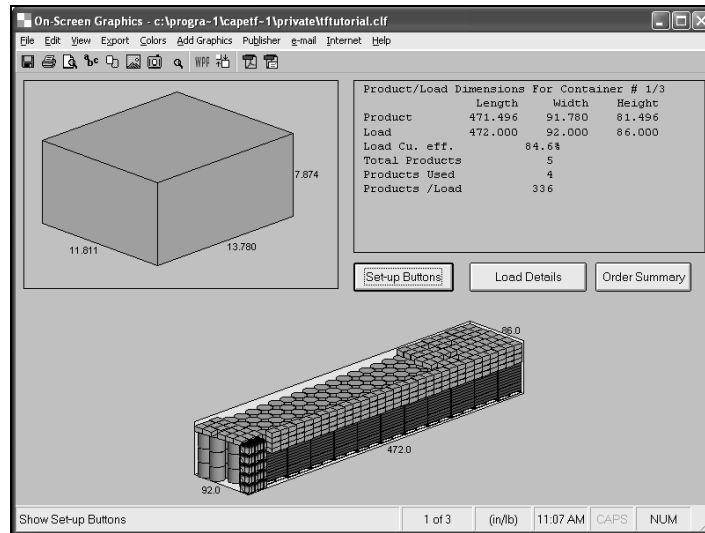 On-Screen Graphics - c:\progra~1\capetf~1\private\tftutorial.clf
File Edit View Export Colors Add Graphics Publisher e-mail Internet Help
WPF
Product/Load Dimensions For Container # 1/3
Length Width Height
Product 471.496 91.780 81.496
Load 472.000 92.000 86.000
Load Cu. eff. 84.6%
Total Products 5
Products Used 4
Products /Load 336
7.874
11.811
13.780
Set-up Buttons
Load Details
Order Summary
86.0
472.0
92.0
Show Set-up Buttons
1 of 3
(in/lb)
11:07 AM
CAPS
NUM